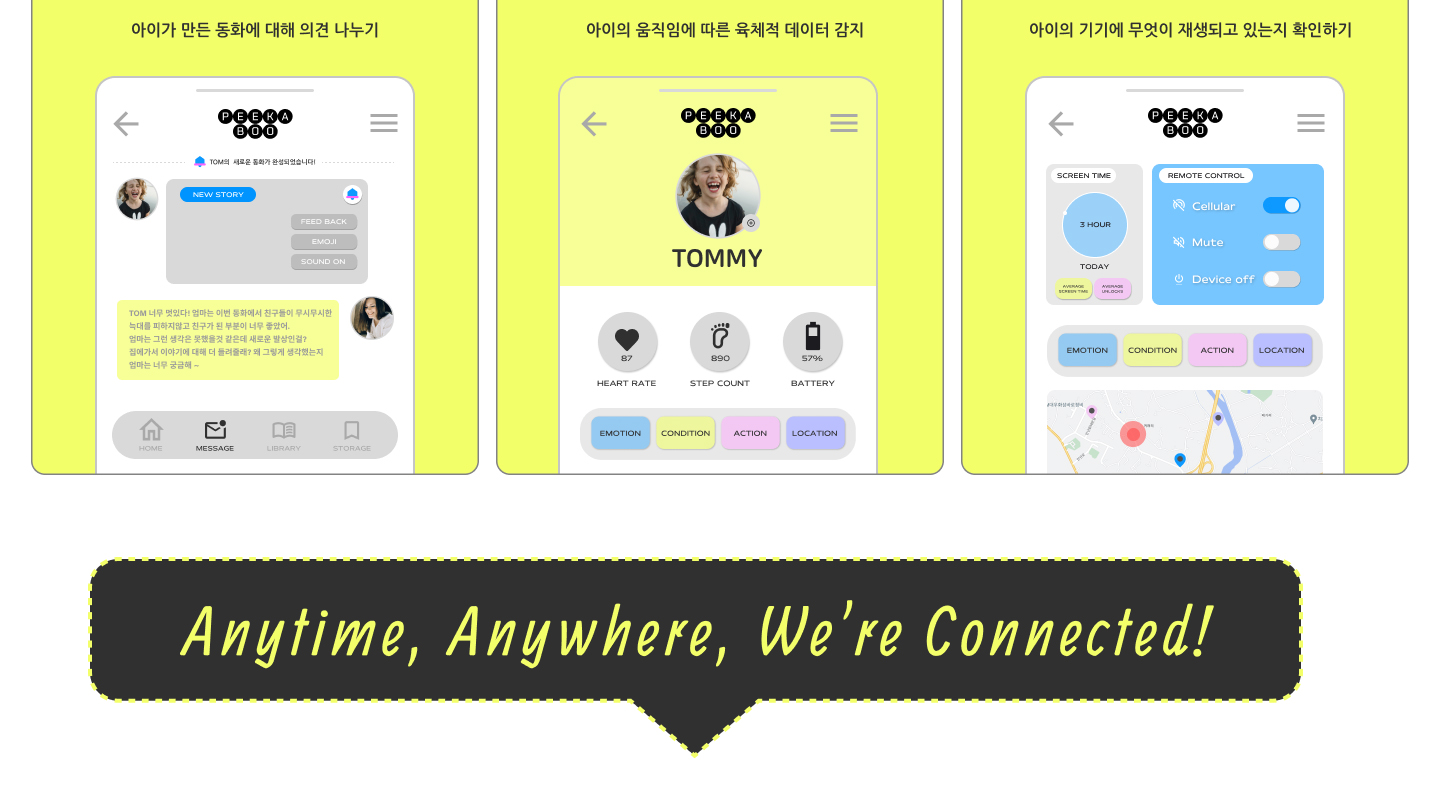 아이가 만든 동화에 대해 의견 나누기
PEEKA
BOO
TOM의 새로운 동화가 완성되었습니다!
NEW STORY
FEED BACK
EMOJI
SOUND ON
TOM 너무 멋있다! 엄마는 이번 동화에서 친구들이 무시무시한
늑대를 피하지않고 친구가 된 부분이 너무 좋았어.
엄마는 그런 생각은 못했을것 같은데 새로운 발상인걸?
집에가서 이야기에 대해 더 들려줄래? 왜 그렇게 생각했는지
엄마는 너무 궁금해 ~
HOME
MESSAGE
LIBRARY
STORAGE
아이의 움직임에 따른 육체적 데이터 감지
PEEKA
BOO
TOMMY
87
890
57%
HEART RATE
STEP COUNT
BATTERY
EMOTION
CONDITION
ACTION
LOCATION
아이의 기기에 무엇이 재생되고 있는지 확인하기
PEEKA
BOO
SCREEN TIME
3 HOUR
TODAY
AVERAGE
SCREEN TIME
AVERAGE
UNLOCKS
REMOTE CONTROL
Cellular
Mute
Device off
EMOTION
CONDITION
ACTION
LOCATION
Anytime, Anywhere, We're Connected!